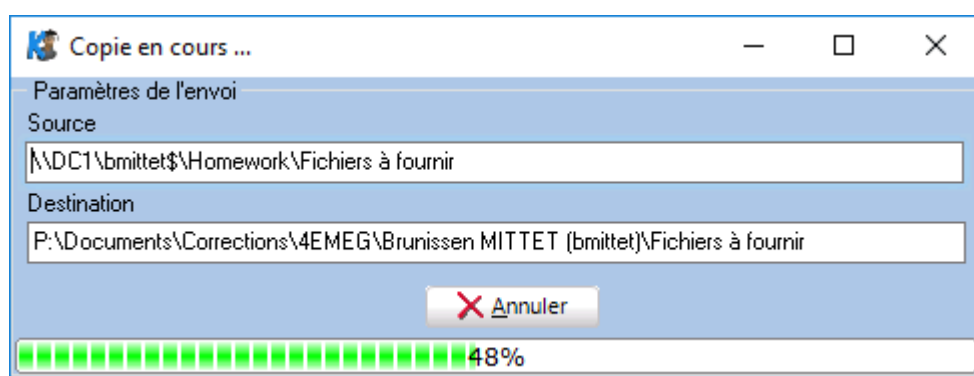 Copie en cours ...
Paramètres de l'envoi
Source
\\DC1\bmittet$\Homework\Fichiers à fournir
Destination
P:\Documents\Corrections\4EMEG\Brunissen MITTET (bmittet)\Fichiers à fournir
Annuler
48%